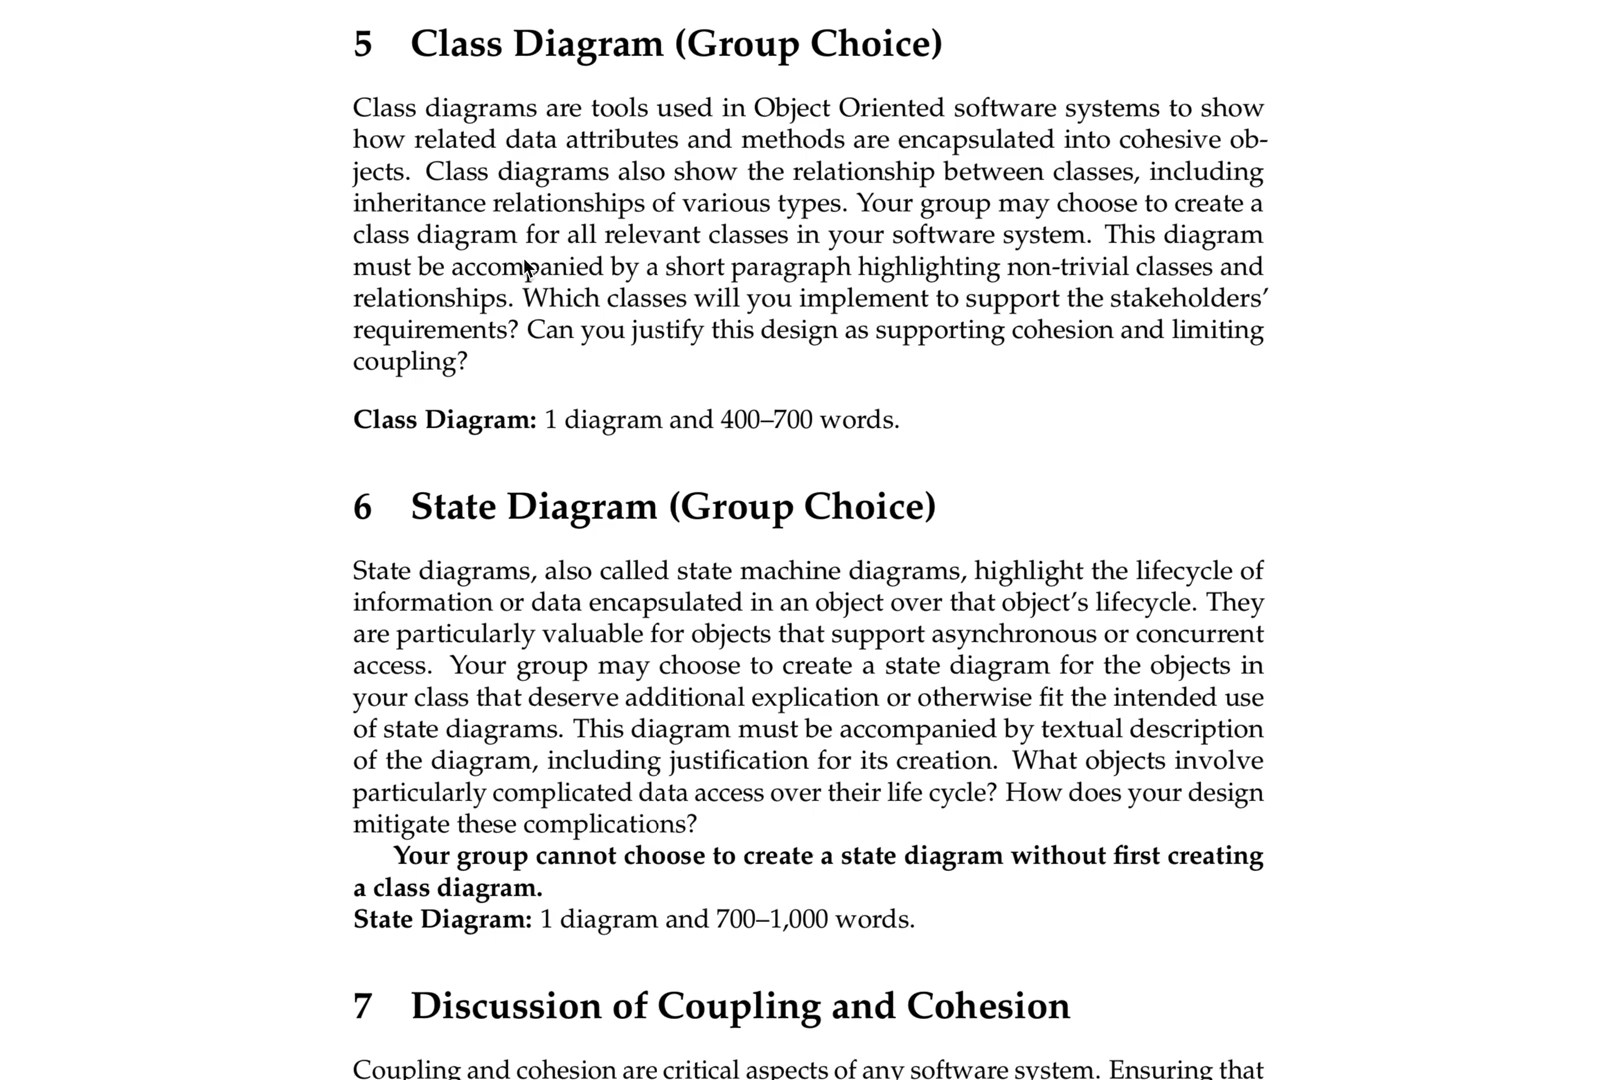 5 Class Diagram (Group Choice)
Class diagrams are tools used in Object Oriented software systems to show
how related data attributes and methods are encapsulated into cohesive ob-
jects. Class diagrams also show the relationship between classes, including
inheritance relationships of various types. Your group may choose to create a
class diagram for all relevant classes in your software system. This diagram
must be accompanied by a short paragraph highlighting non-trivial classes and
relationships. Which classes will you implement to support the stakeholders’
requirements? Can you justify this design as supporting cohesion and limiting
coupling?
Class Diagram: 1 diagram and 400–700 words.
6 State Diagram (Group Choice)
State diagrams, also called state machine diagrams, highlight the lifecycle of
information or data encapsulated in an object over that object’s lifecycle. They
are particularly valuable for objects that support asynchronous or concurrent
access. Your group may choose to create a state diagram for the objects in
your class that deserve additional explication or otherwise fit the intended use
of state diagrams. This diagram must be accompanied by textual description
of the diagram, including justification for its creation. What objects involve
particularly complicated data access over their life cycle? How does your design
mitigate these complications?
Your group cannot choose to create a state diagram without first creating
a class diagram.
State Diagram: 1 diagram and 700–1,000 words.
7 Discussion of Coupling and Cohesion
Coupling and cohesion are critical aspects of any software system. Ensuring that